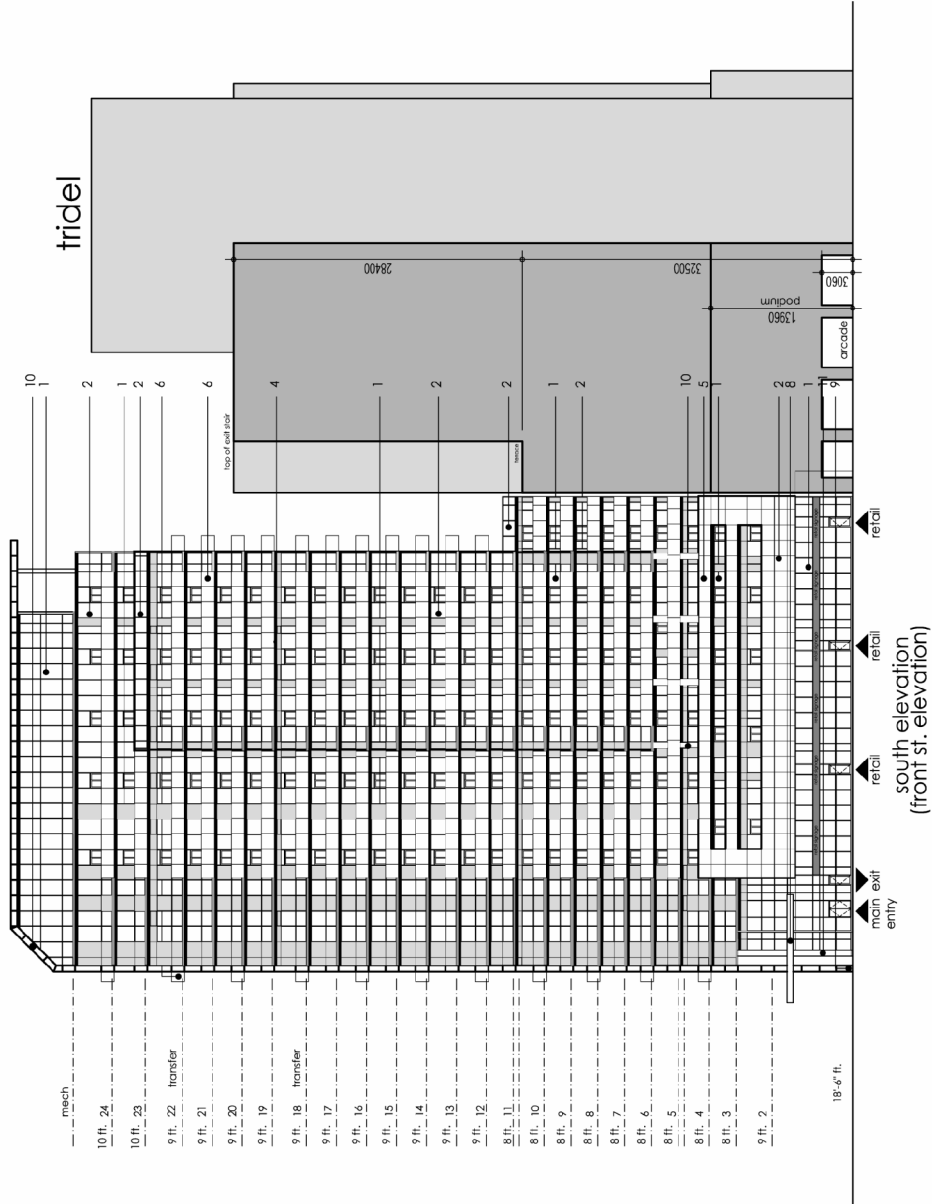 tridel
10
1
2
1
2
6
6
4
1
2
2
1
2
10
5
1
2
8
1
11
9
top of exit stair
terrace
28400
32500
13960
podium
3060
arcade
mech
10 ft. 24
10 ft. 23
9 ft. 22 transfer
9 ft. 21
9 ft. 20
9 ft. 19
9 ft. 18 transfer
9 ft. 17
9 ft. 16
9 ft. 15
9 ft. 14
9 ft. 13
9 ft. 12
8 ft. 11
8 ft. 10
8 ft. 9
8 ft. 8
8 ft. 7
8 ft. 6
8 ft. 5
8 ft. 4
8 ft. 3
9 ft. 2
18'-6" ft.
main
entry
exit
retail
retail
retail
south elevation
(front st. elevation)